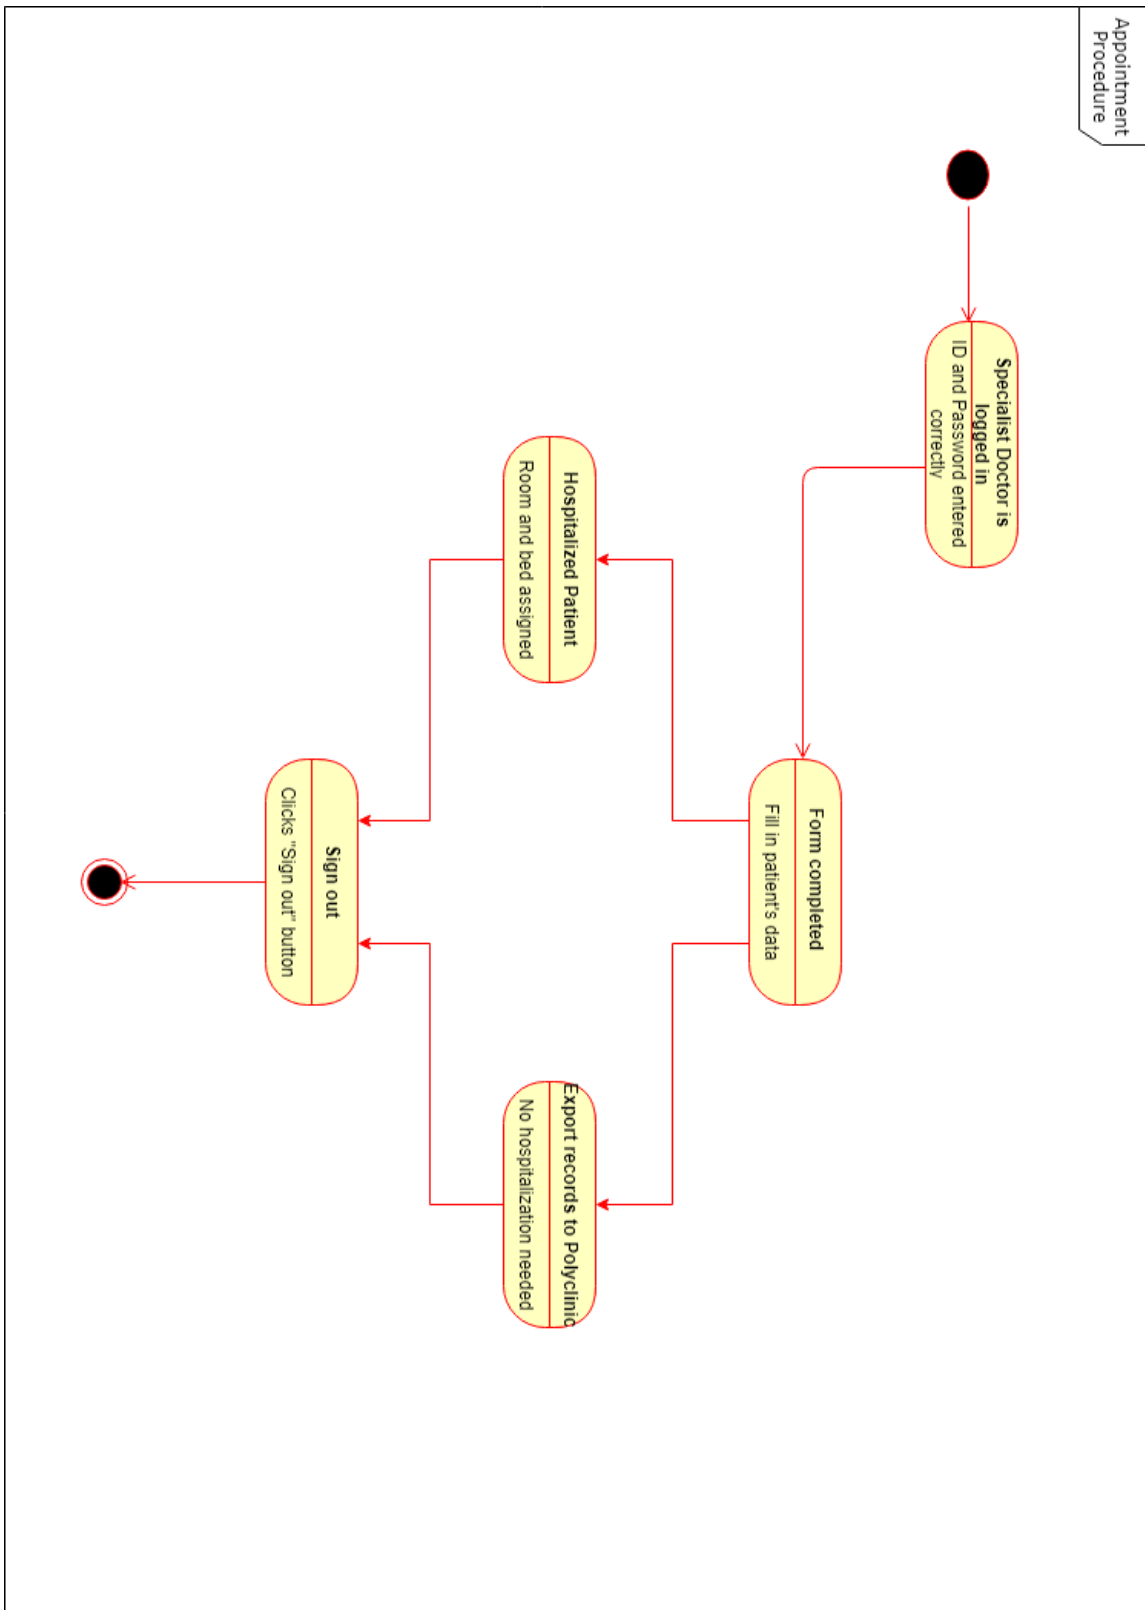 Appointment
Procedure
Specialist Doctor is
logged in
ID and Password entered
correctly
Form completed
Fill in patient's data
Hospitalized Patient
Room and bed assigned
Export records to Polyclinic
No hospitalization needed
Sign out
Clicks "Sign out" button